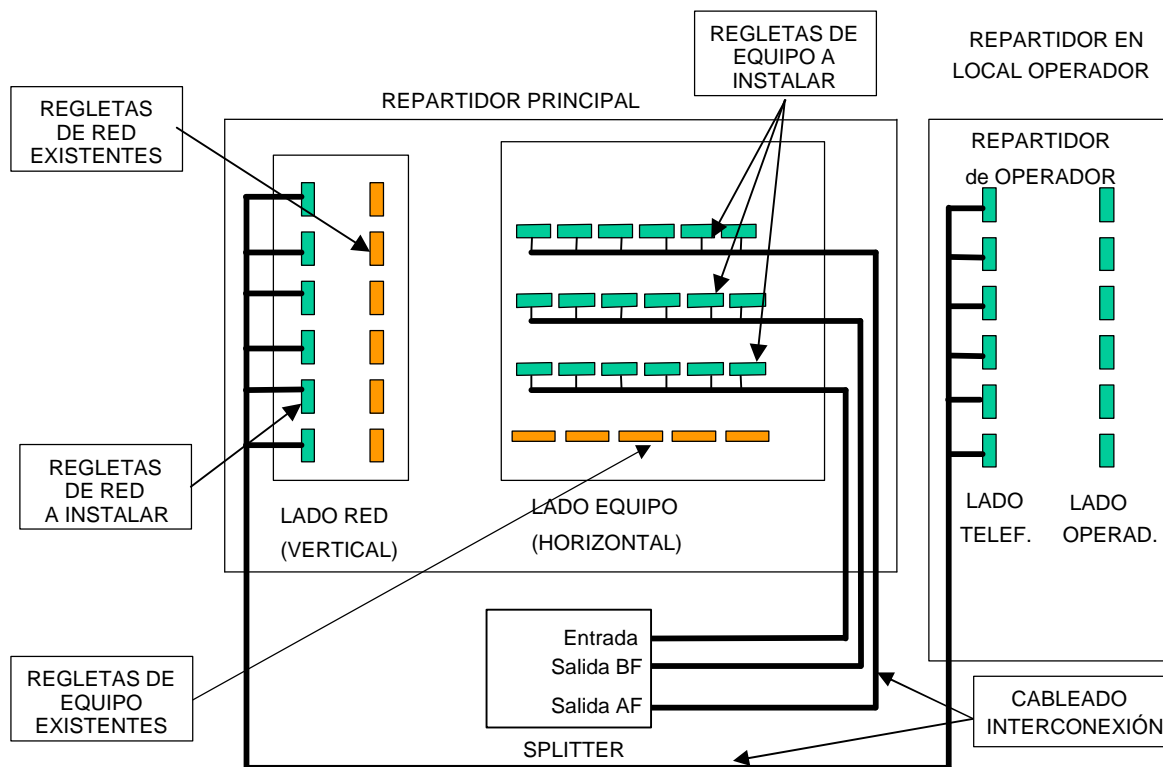 REGLETAS DE
EQUIPO A
INSTALAR
REPARTIDOR EN
LOCAL OPERADOR
REGLETAS
DE RED
EXISTENTES
REPARTIDOR PRINCIPAL
REPARTIDOR
de OPERADOR
REGLETAS
DE RED
A INSTALAR
LADO RED
(VERTICAL)
LADO EQUIPO
(HORIZONTAL)
LADO
TELEF.
LADO
OPERAD.
Entrada
Salida BF
Salida AF
SPLITTER
REGLETAS DE
EQUIPO
EXISTENTES
CABLEADO
INTERCONEXIÓN